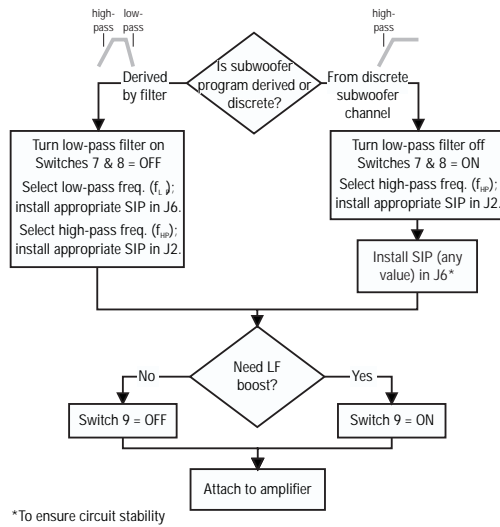 high-
pass
low-
pass
high-
pass
Is subwoofer
program derived or
discrete?
Derived
by filter
From discrete
subwoofer
channel
Turn low-pass filter on
Switches 7 & 8 = OFF
Select low-pass freq. (fL);
install appropriate SIP in J6.
Select high-pass freq. (fHP);
install appropriate SIP in J2.
Turn low-pass filter off
Switches 7 & 8 = ON
Select high-pass freq. (fHP);
install appropriate SIP in J2.
Install SIP (any
value) in J6*
Need LF
boost?
No
Yes
Switch 9 = OFF
Switch 9 = ON
Attach to amplifier
*To ensure circuit stability